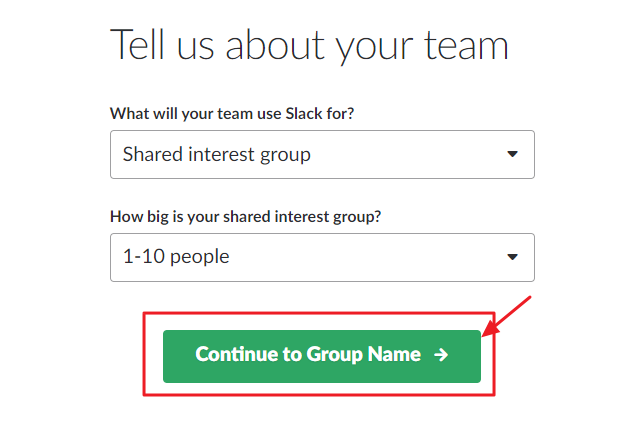 Tell us about your team
What will your team use Slack for?
Shared interest group
How big is your shared interest group?
1-10 people
Continue to Group Name →